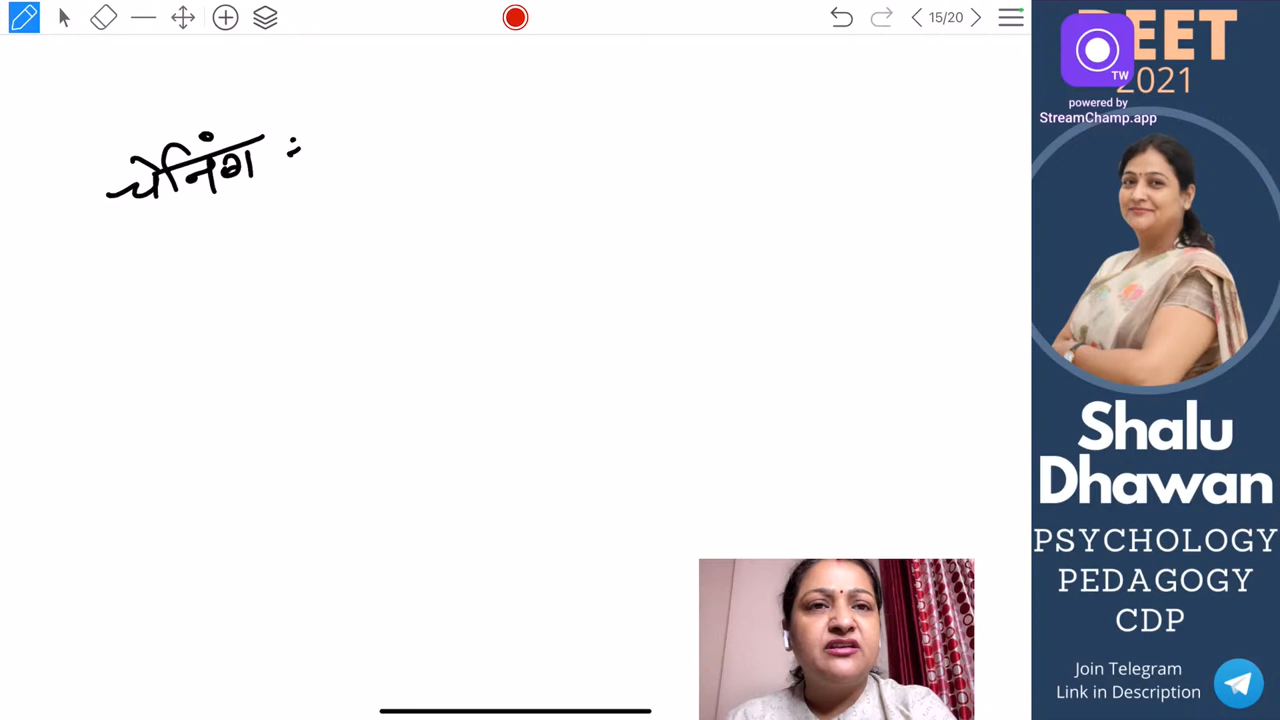 15/20
चेनिंग :-
REET
2021
TW
powered by
StreamChamp.app
Shalu
Dhawan
PSYCHOLOGY
PEDAGOGY
CDP
Join Telegram
Link in Description